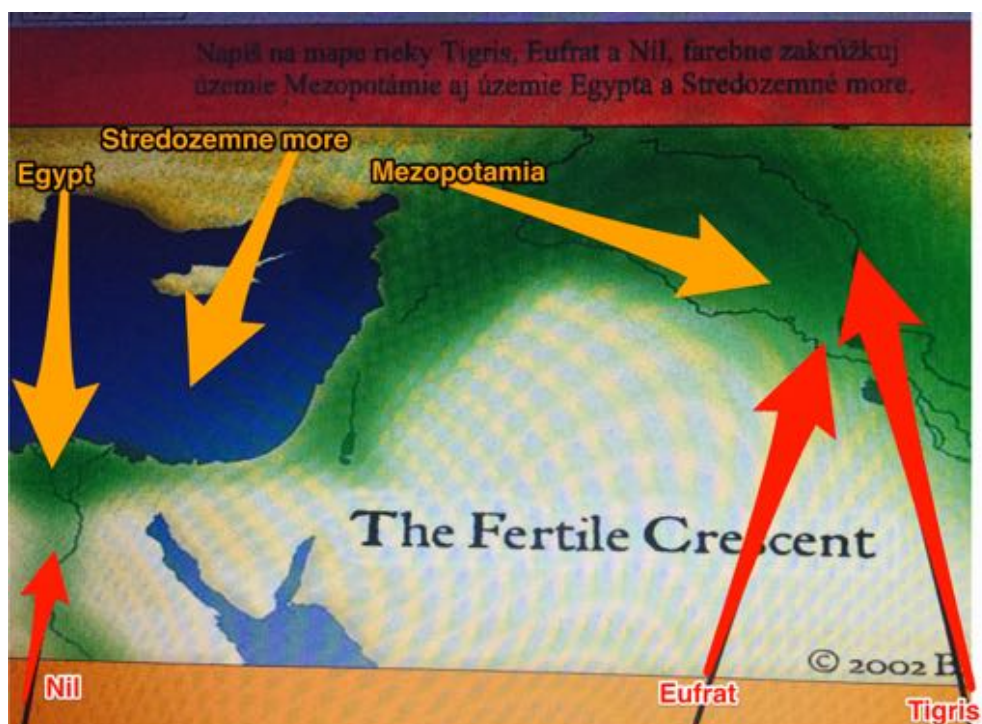 Napíš na mape rieky Tigris, Eufrat a Níl, farebne zakrúžkuj
územie Mezopotámie aj územie Egypta a Stredozemné more.
Stredozemne more
Egypt
Mezopotamia
The Fertile Crescent
© 2002 B
Nil
Eufrat
Tigris